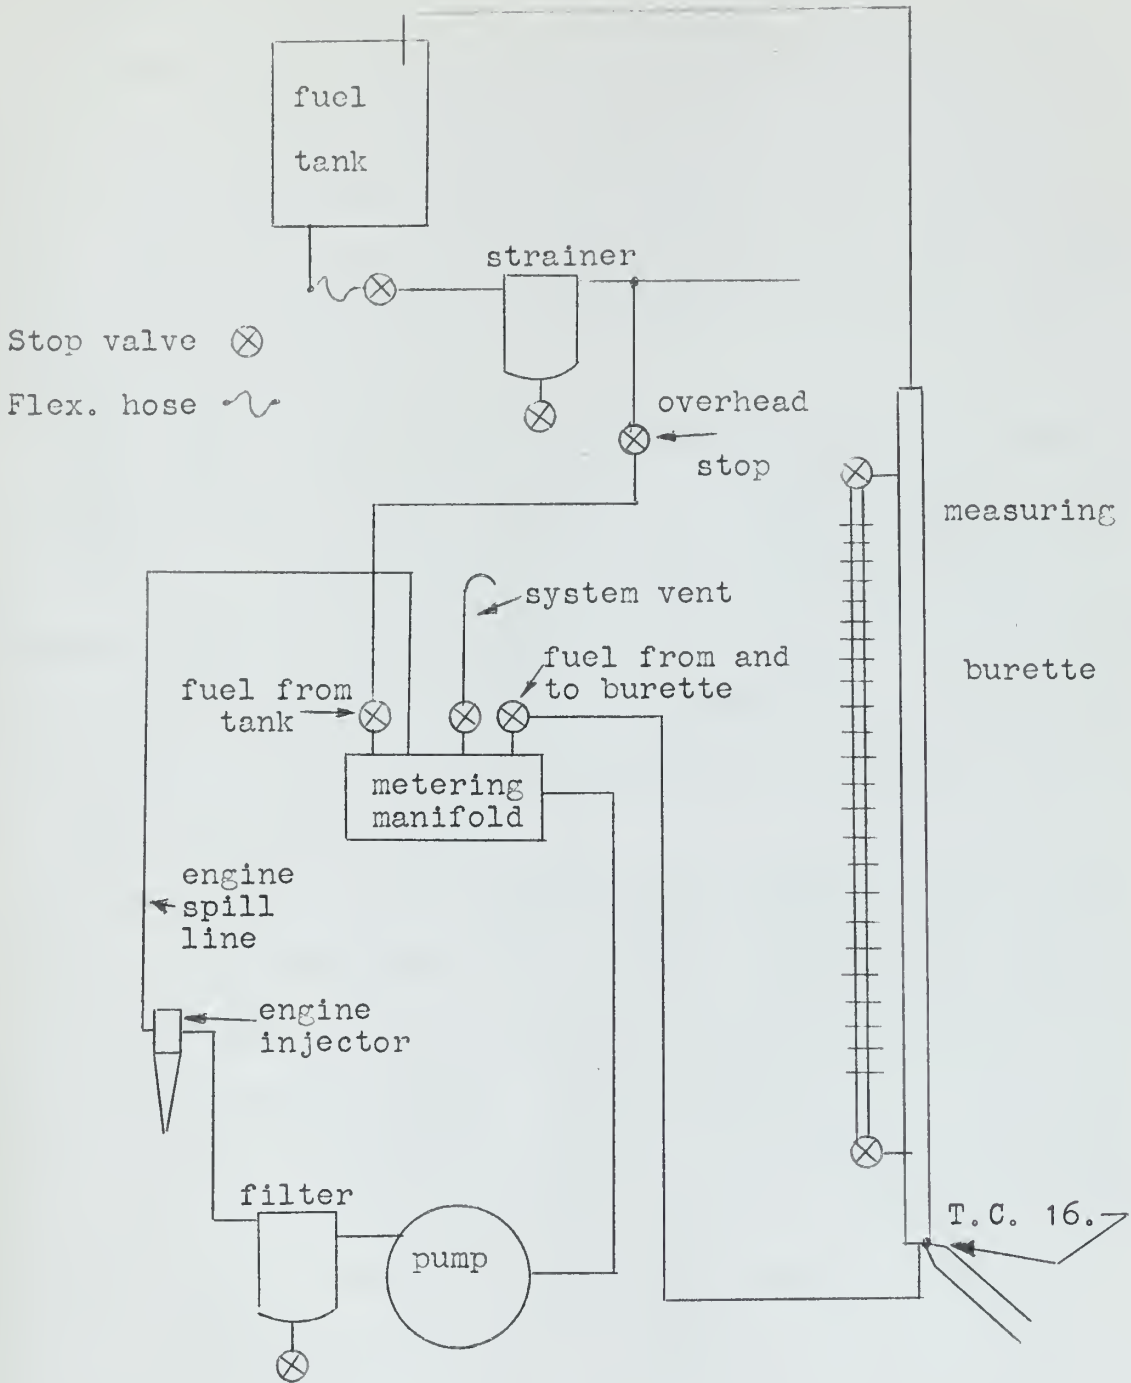 fuel
tank
strainer
Stop valve
Flex. hose
overhead
stop
measuring
burette
system vent
fuel from and
to burette
fuel from
tank
metering
manifold
engine
spill
line
engine
injector
filter
pump
T.C. 16.